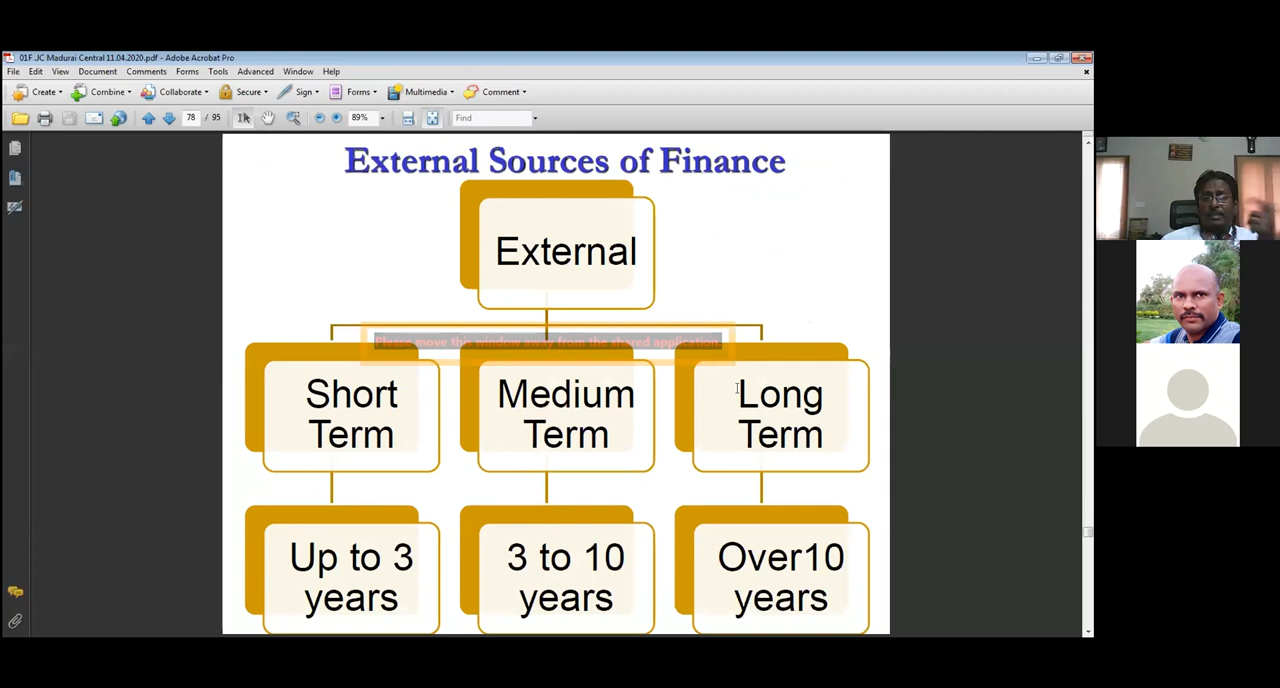 01F JC Madurai Central 11.04.2020.pdf - Adobe Acrobat Pro
File Edit View Document Comments Forms Tools Advanced Window Help
Create Combine Collaborate Secure Sign Forms Multimedia Comment
78 / 95 89% Find
External Sources of Finance
External
Please move this window away from the shared application.
Short Term
Medium Term
Long Term
Up to 3 years
3 to 10 years
Over10 years